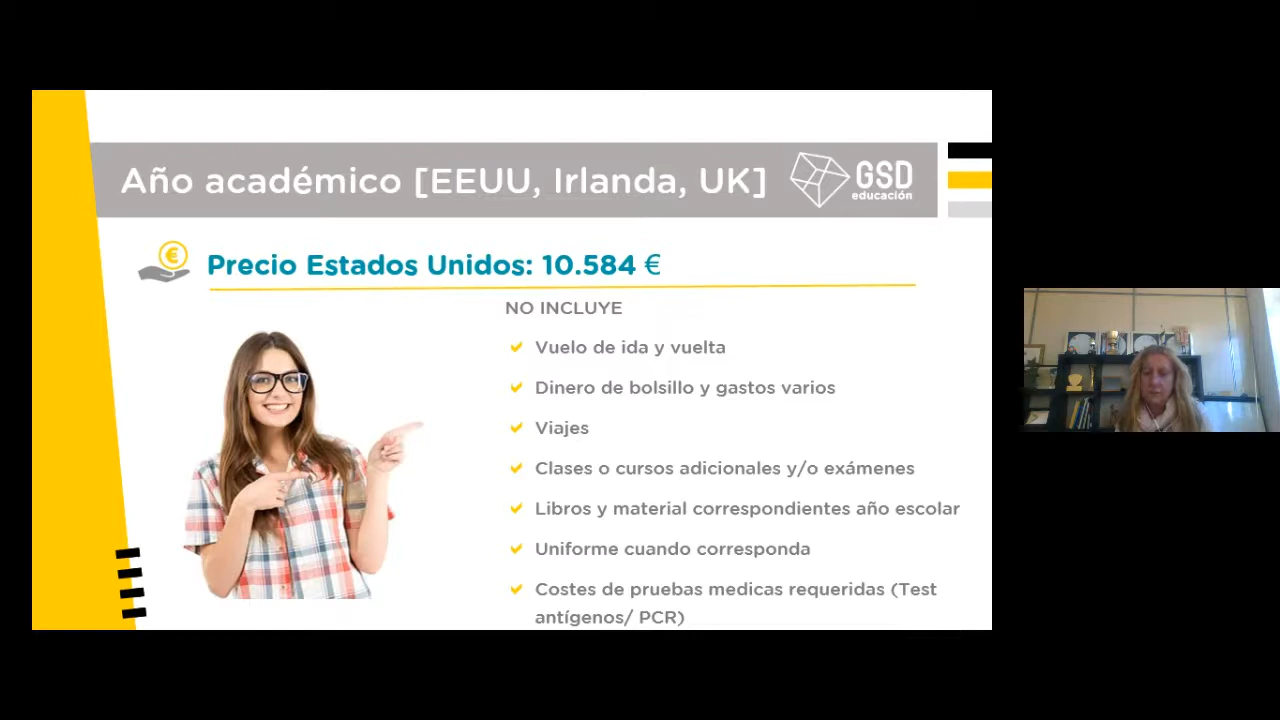 Año académico [EEUU, Irlanda, UK]
GSD
educación
€
Precio Estados Unidos: 10.584 €
NO INCLUYE
Vuelo de ida y vuelta
Dinero de bolsillo y gastos varios
Viajes
Clases o cursos adicionales y/o exámenes
Libros y material correspondientes año escolar
Uniforme cuando corresponda
Costes de pruebas medicas requeridas (Test
antígenos/ PCR)